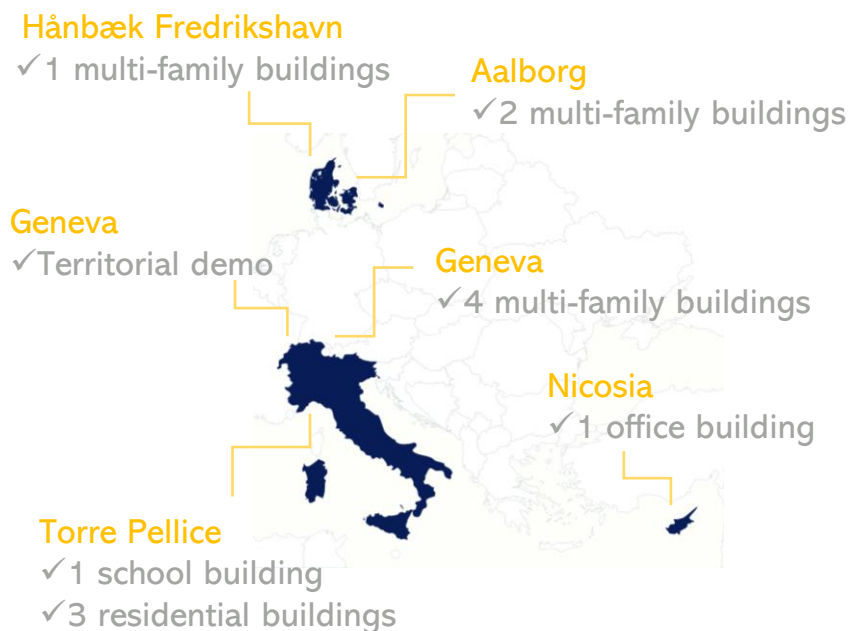 Hånbæk Fredrikshavn
✓1 multi-family buildings
Aalborg
✓2 multi-family buildings
Geneva
✓Territorial demo
Geneva
✓4 multi-family buildings
Nicosia
✓1 office building
Torre Pellice
✓1 school building
✓3 residential buildings